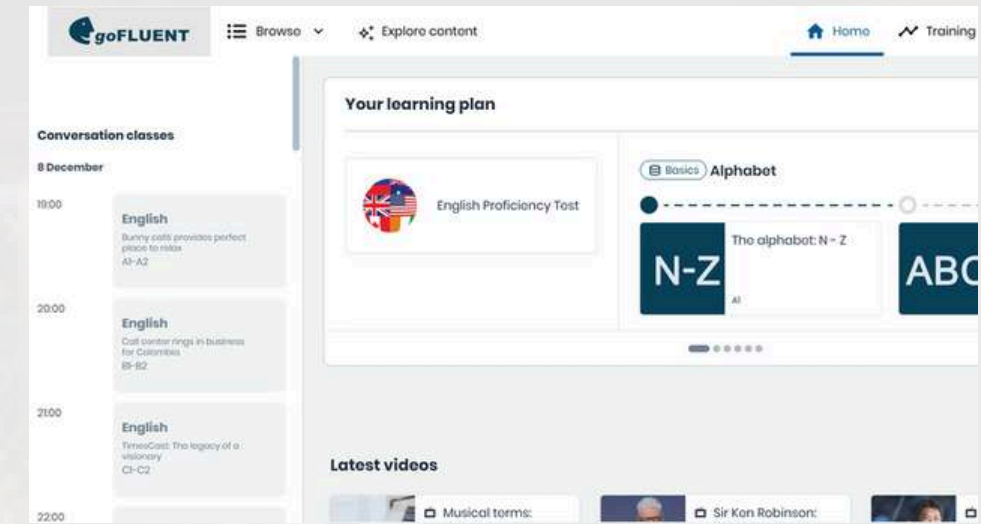 goFLUENT
Browse
Explore content
Home
Training
Conversation classes
8 December
19:00
English
Bunny café provides perfect
place to relax
A1-A2
20:00
English
Call center rings in business
for Colombia
B1-B2
21:00
English
TimesCast: The legacy of a
visionary
C1-C2
22:00
Your learning plan
English Proficiency Test
Basics
Alphabet
N-Z
The alphabet: N - Z
A1
ABC
Latest videos
Musical terms:
Sir Ken Robinson: